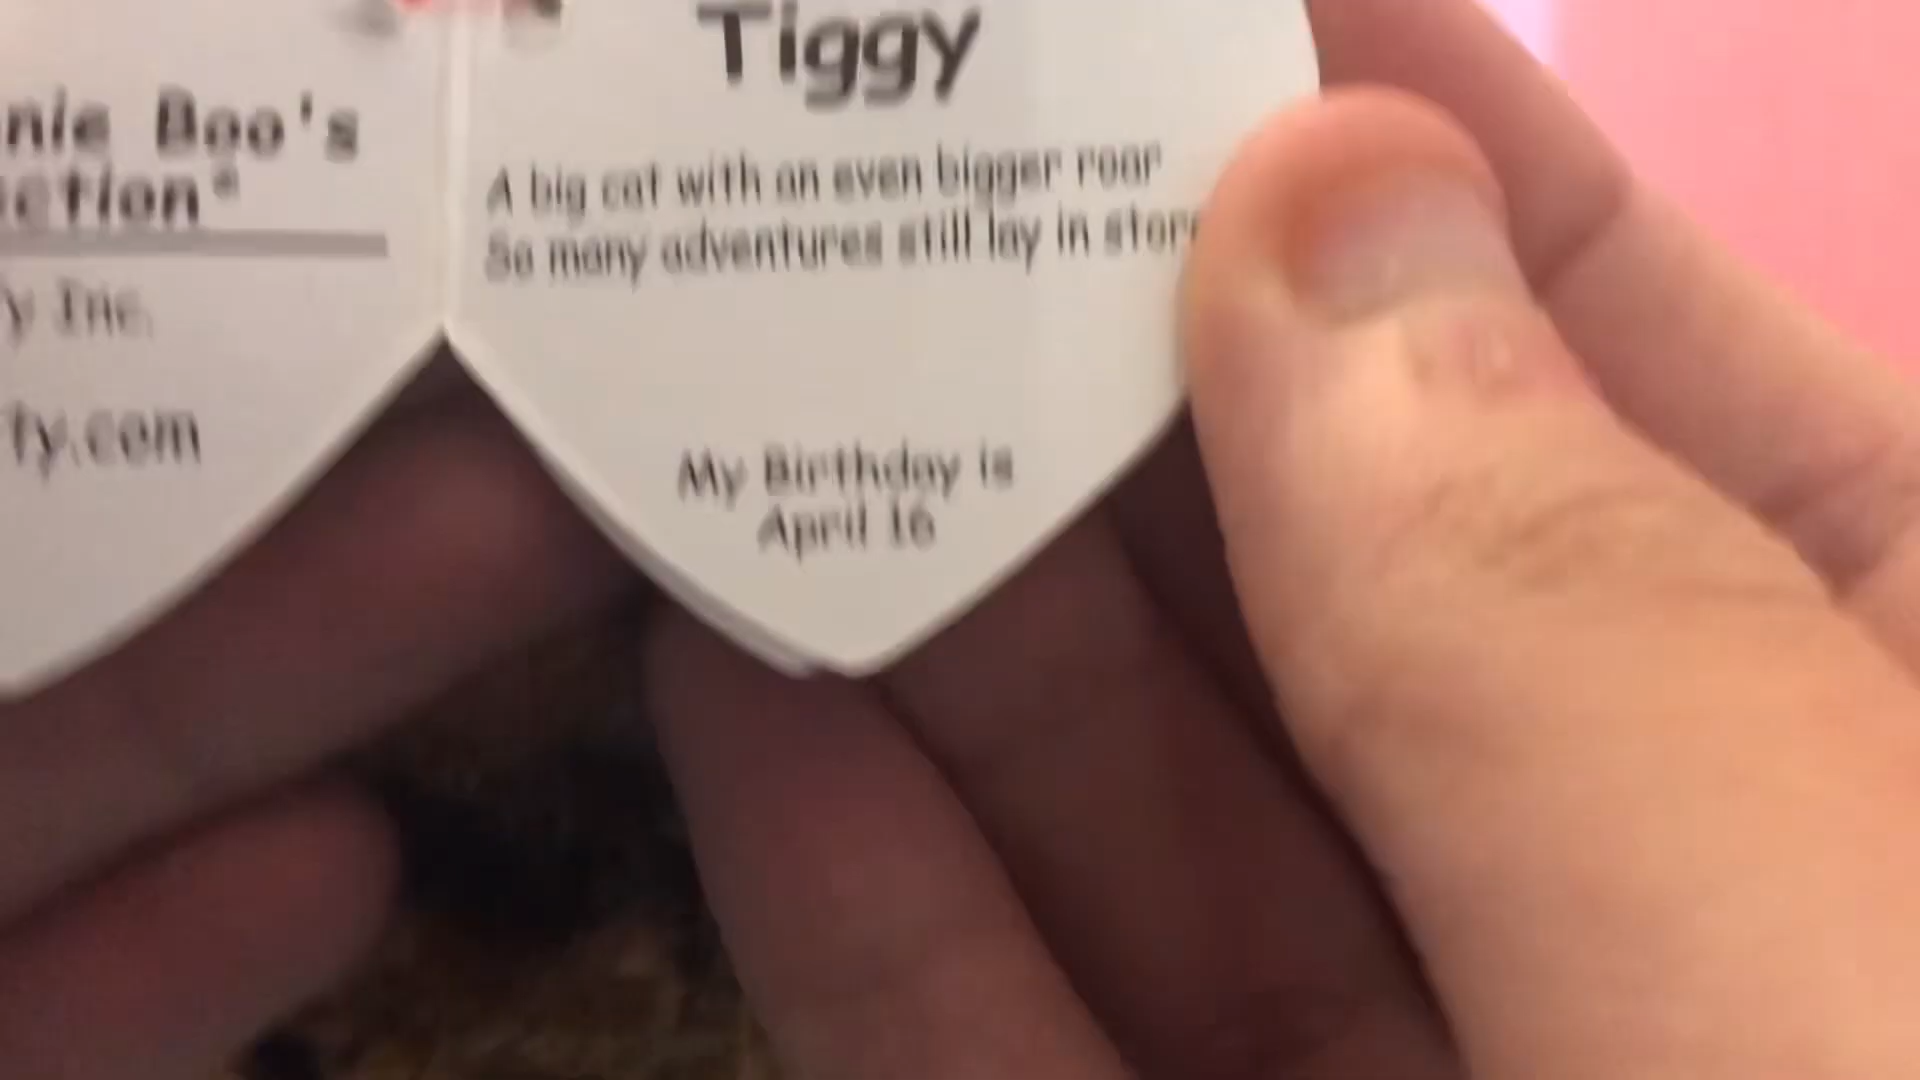 nie Boo's
ction®
y Inc.
ty.com
Tiggy
A big cat with an even bigger roar
So many adventures still lay in stor
My Birthday is
April 16